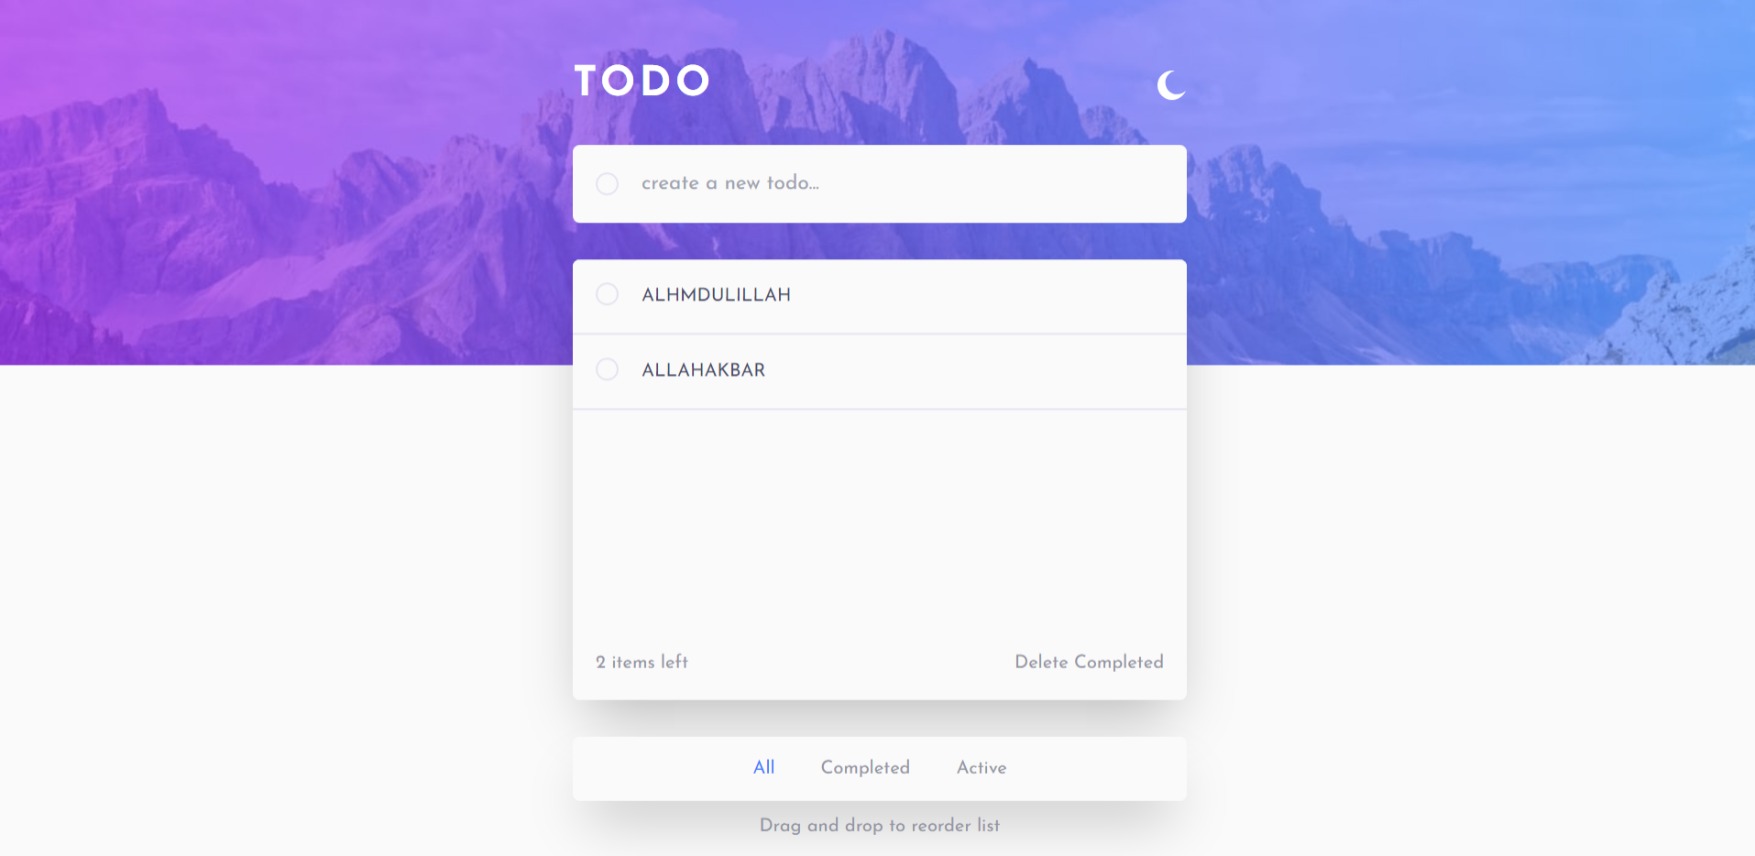 TODO
create a new todo...
ALHMDULILLAH
ALLAHAKBAR
2 items left
Delete Completed
All
Completed
Active
Drag and drop to reorder list